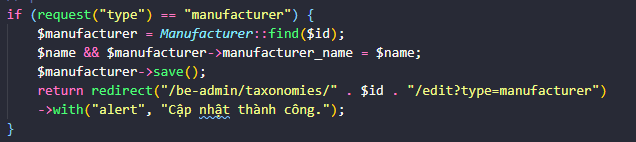 if (request("type") == "manufacturer") {
$manufacturer = Manufacturer::find($id);
$name && $manufacturer->manufacturer_name = $name;
$manufacturer->save();
return redirect("/be-admin/taxonomies/" . $id . "/edit?type=manufacturer")
->with("alert", "Cập nhật thành công.");
}